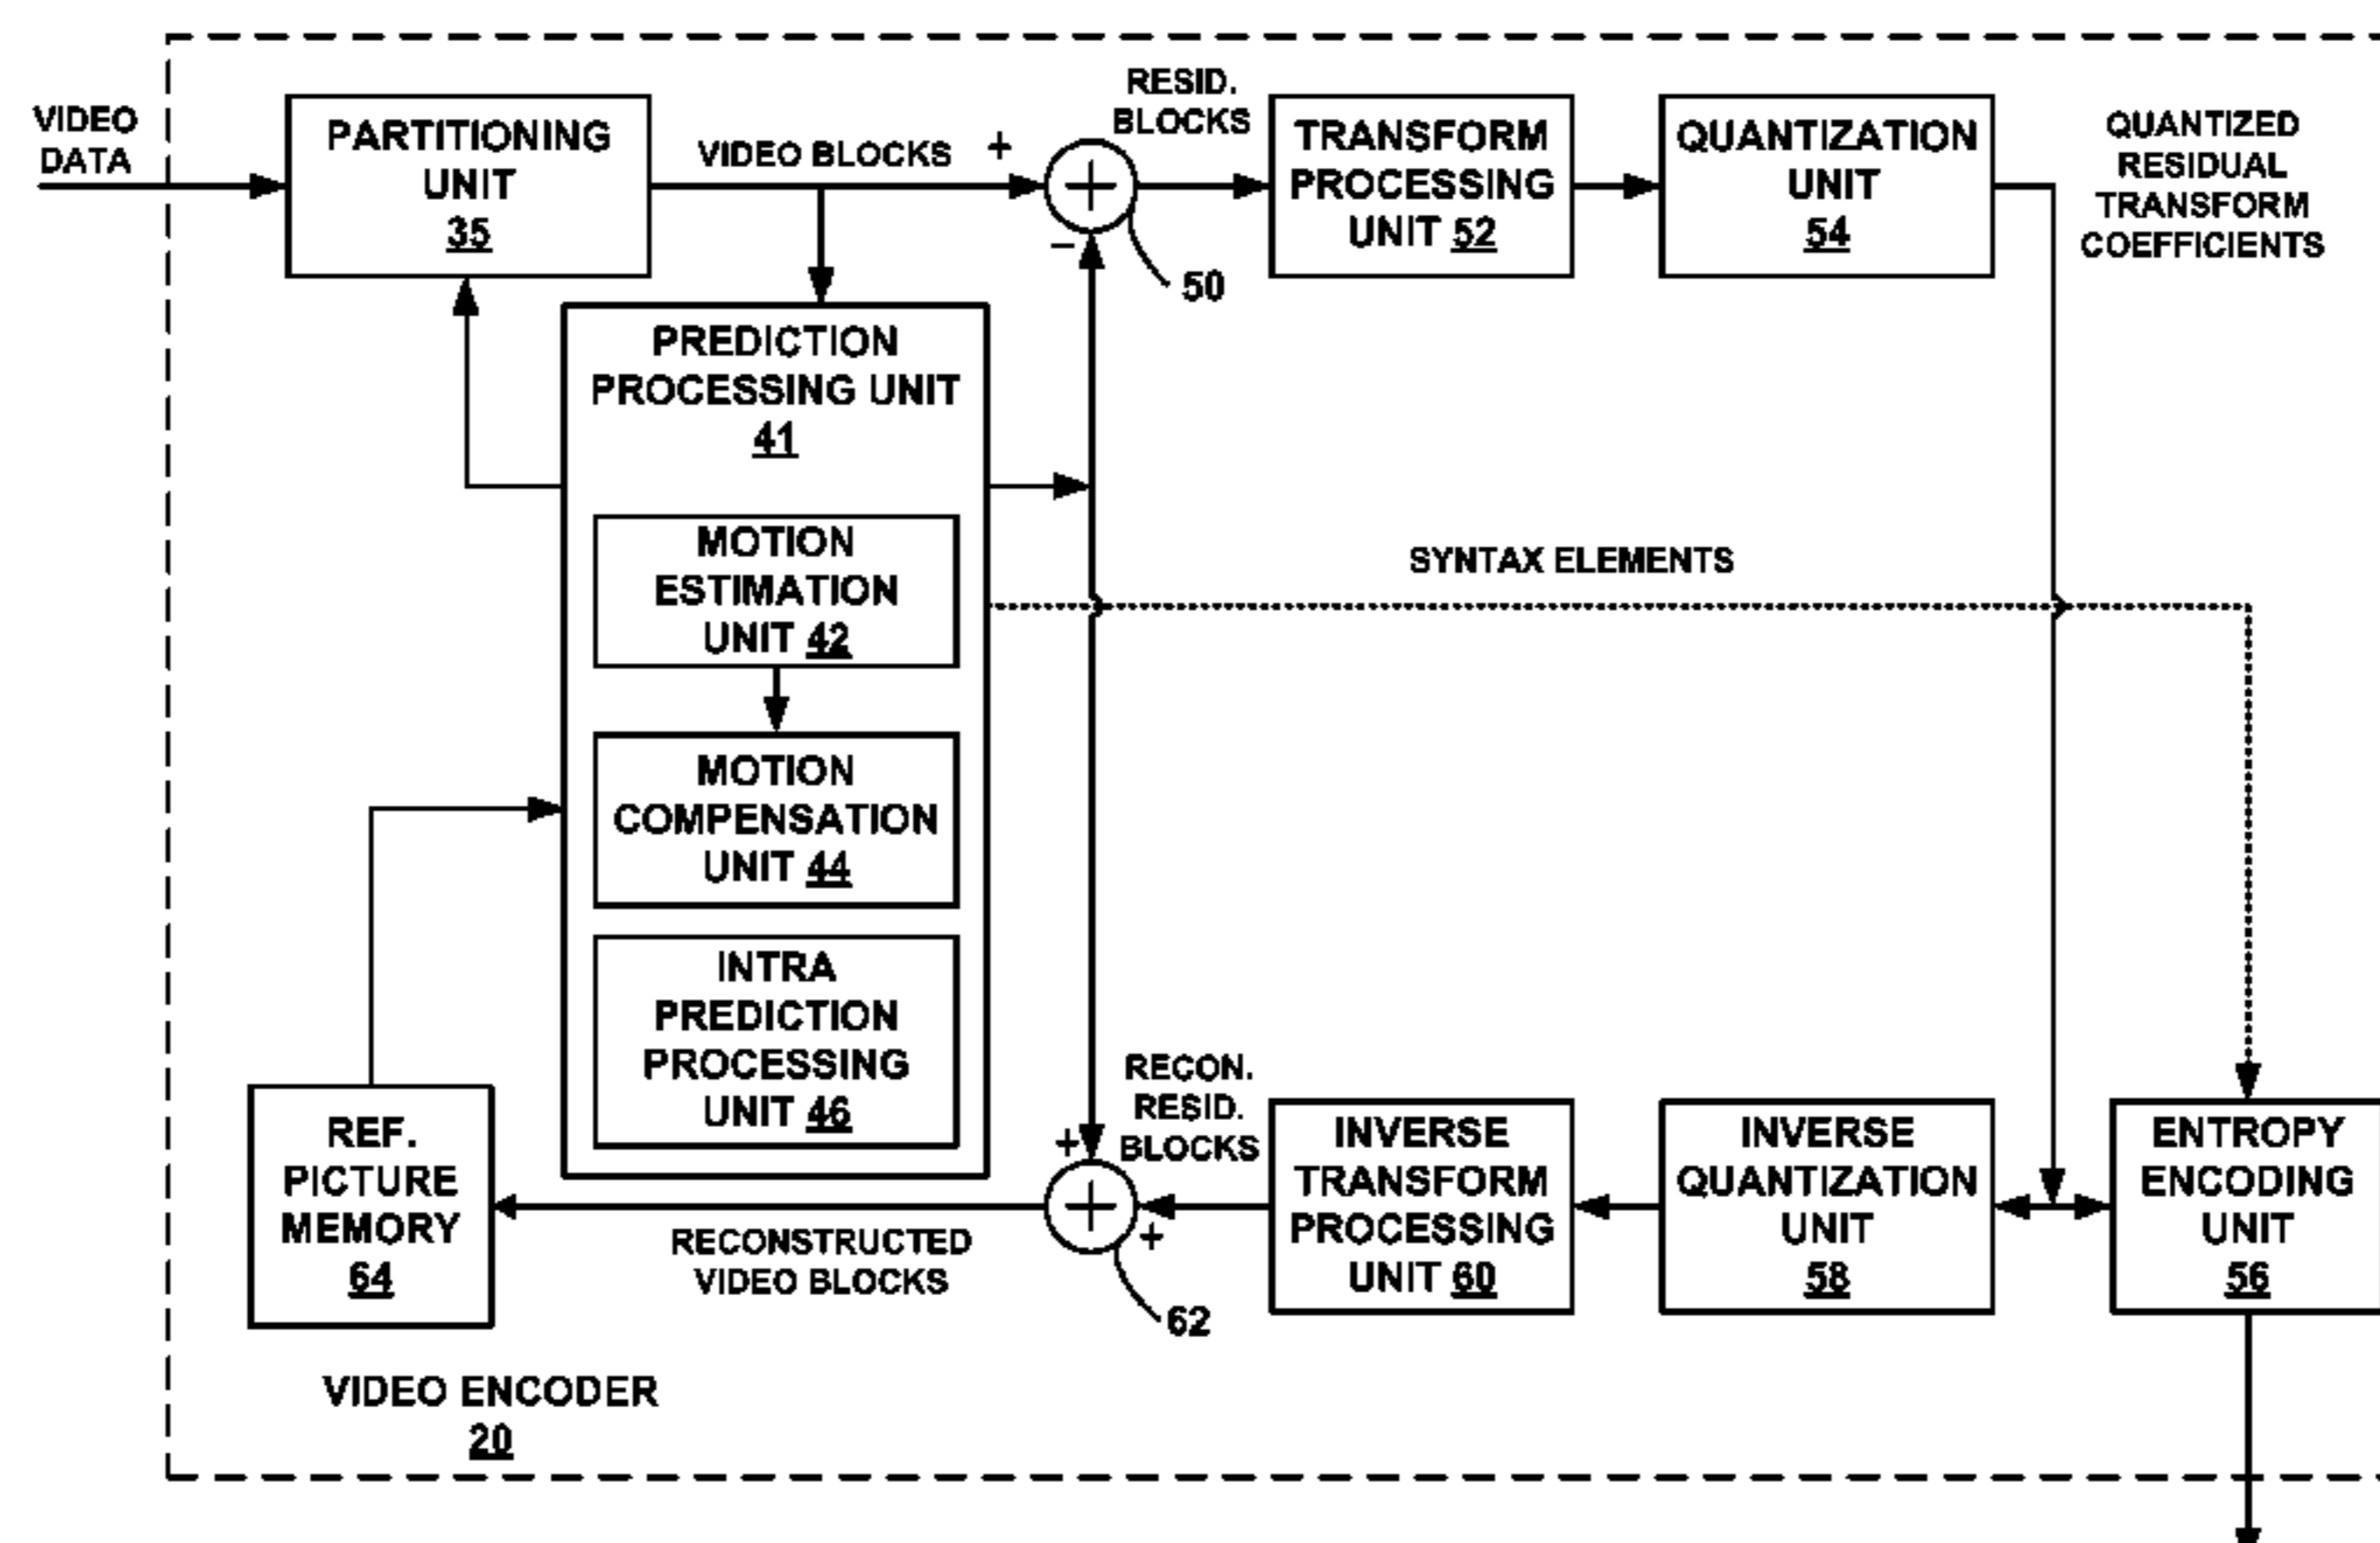 VIDEO
DATA
PARTITIONING
UNIT
35
VIDEO BLOCKS
+
−
RESID.
BLOCKS
50
TRANSFORM
PROCESSING
UNIT 52
QUANTIZATION
UNIT
54
QUANTIZED
RESIDUAL
TRANSFORM
COEFFICIENTS
PREDICTION
PROCESSING UNIT
41
MOTION
ESTIMATION
UNIT 42
SYNTAX ELEMENTS
MOTION
COMPENSATION
UNIT 44
INTRA
PREDICTION
PROCESSING
UNIT 46
REF.
PICTURE
MEMORY
64
RECONSTRUCTED
VIDEO BLOCKS
+
+
62
RECON.
RESID.
BLOCKS
INVERSE
TRANSFORM
PROCESSING
UNIT 60
INVERSE
QUANTIZATION
UNIT
58
ENTROPY
ENCODING
UNIT
56
VIDEO ENCODER
20